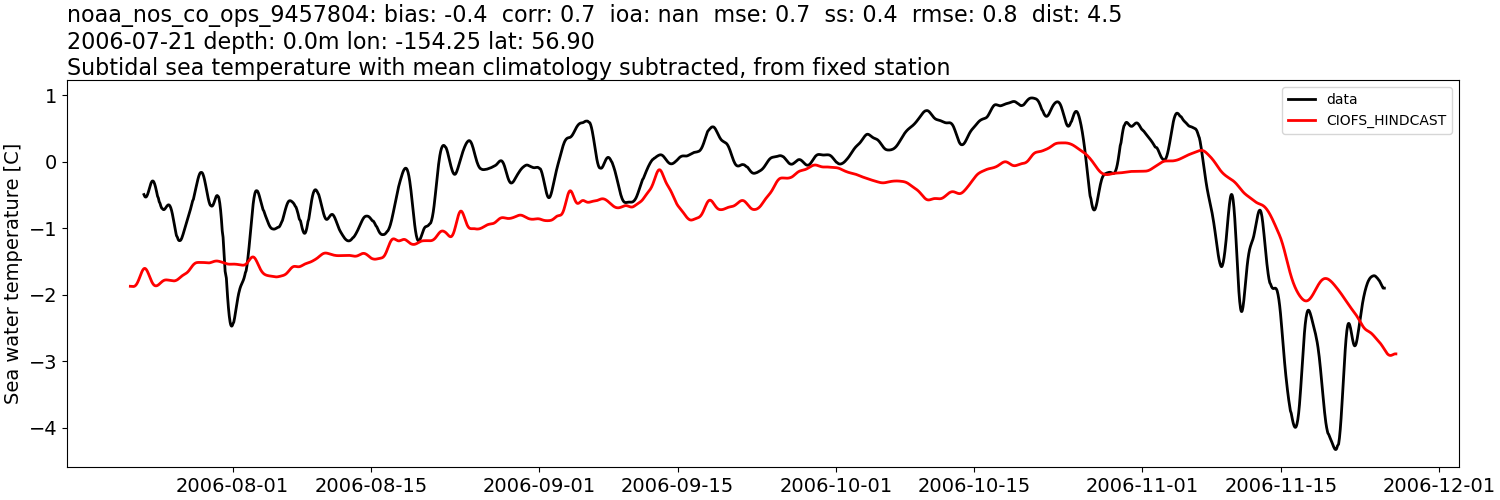 noaa_nos_co_ops_9457804: bias: -0.4  corr: 0.7  ioa: nan  mse: 0.7  ss: 0.4  rmse: 0.8  dist: 4.5
2006-07-21 depth: 0.0m lon: -154.25 lat: 56.90
Subtidal sea temperature with mean climatology subtracted, from fixed station
Sea water temperature [C]
1
0
−1
−2
−3
−4
data
CIOFS_HINDCAST
2006-08-01 2006-08-15 2006-09-01 2006-09-15 2006-10-01 2006-10-15 2006-11-01 2006-11-15 2006-12-01